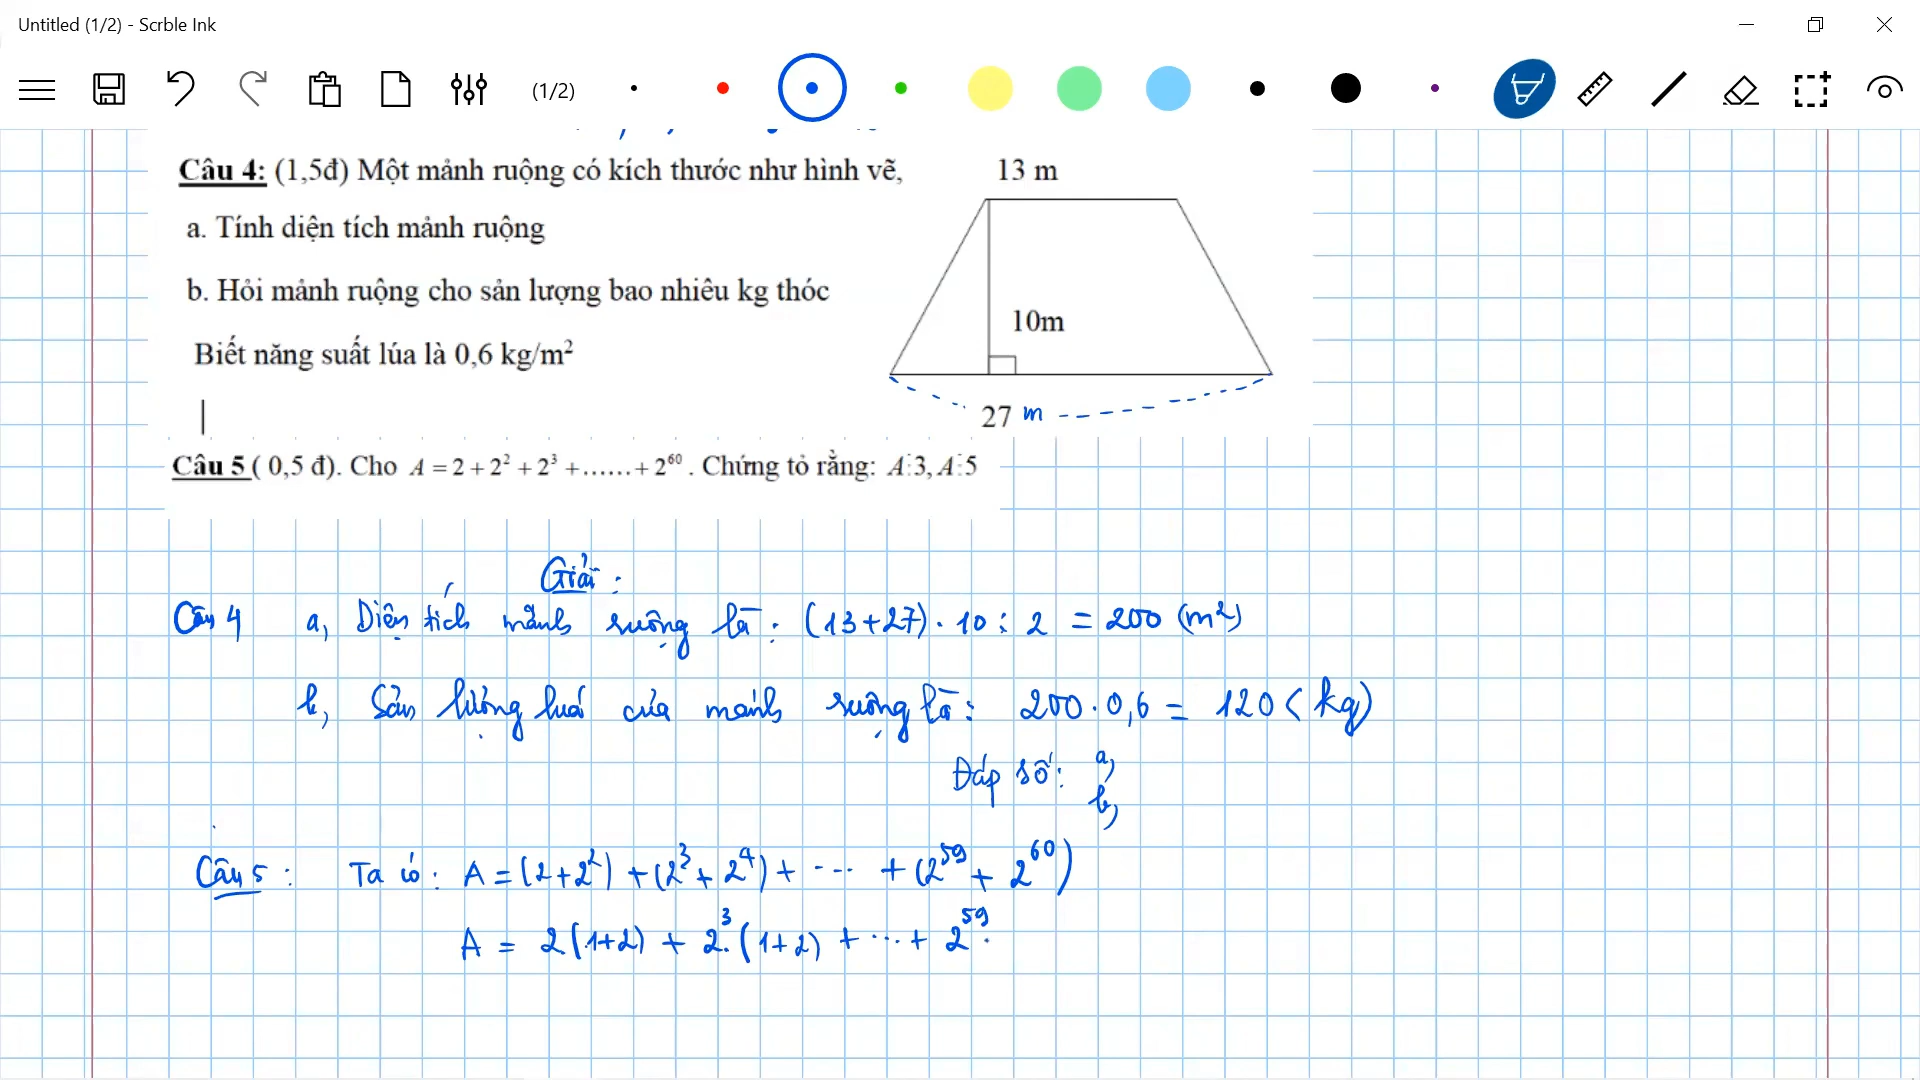 Untitled (1/2) - Scrble Ink
(1/2)
Câu 4: (1,5đ) Một mảnh ruộng có kích thước như hình vẽ,
13 m
a. Tính diện tích mảnh ruộng
b. Hỏi mảnh ruộng cho sản lượng bao nhiêu kg thóc
10m
Biết năng suất lúa là 0,6 kg/m²
27 m
Câu 5 ( 0,5 đ). Cho A = 2 + 2² + 2³ + ...... + 2⁶⁰ . Chứng tỏ rằng: A⋮3, A⋮5
Giải :
Câu 4 a, Diện tích mảnh ruộng là : (13+27) . 10 : 2 = 200 (m²)
b, Sản lượng luá của mảnh ruộng là : 200 . 0,6 = 120 ( kg)
Đáp số : a,
b,
Câu 5 : Ta có : A = (2+2²) + (2³ + 2⁴) + ... + (2⁵⁹ + 2⁶⁰)
A = 2.(1+2) + 2³.(1+2) + ... + 2⁵⁹.